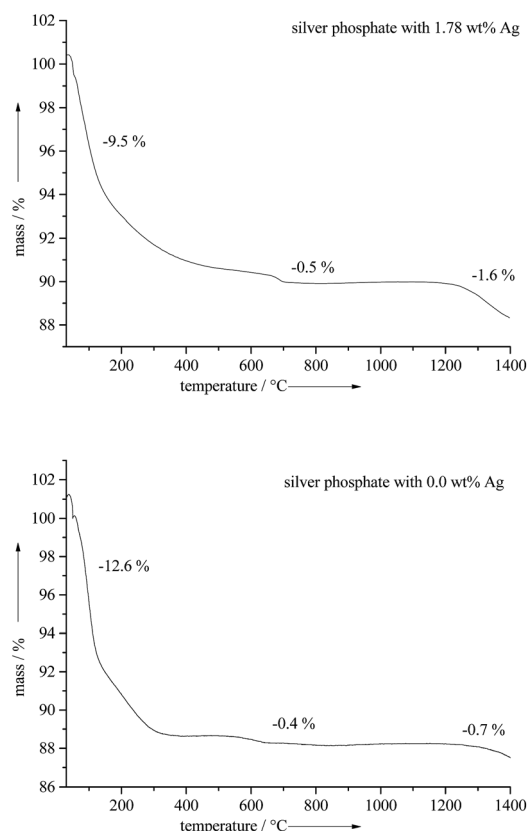 silver phosphate with 1.78 wt% Ag
100
98
96
94
92
90
88
-9.5 %
-0.5 %
-1.6 %
mass / %
200 400 600 800 1000 1200 1400
temperature / °C
silver phosphate with 0.0 wt% Ag
102
100
98
96
94
92
90
88
86
-12.6 %
-0.4 %
-0.7 %
mass / %
200 400 600 800 1000 1200 1400
temperature / °C